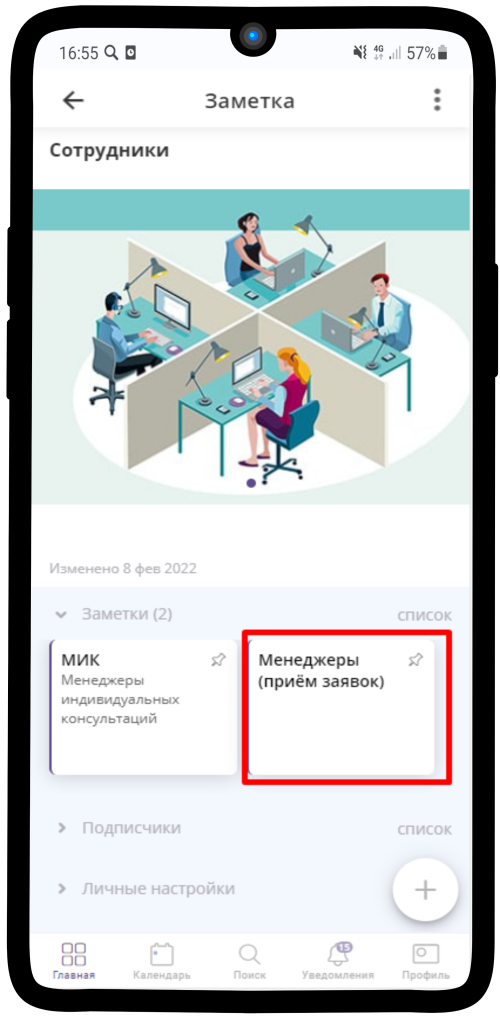 16:55 4G 57%
Заметка
Сотрудники
Изменено 8 фев 2022
Заметки (2) список
МИК
Менеджеры
индивидуальных
консультаций
Менеджеры
(приём заявок)
Подписчики список
Личные настройки
15
Главная Календарь Поиск Уведомления Профиль